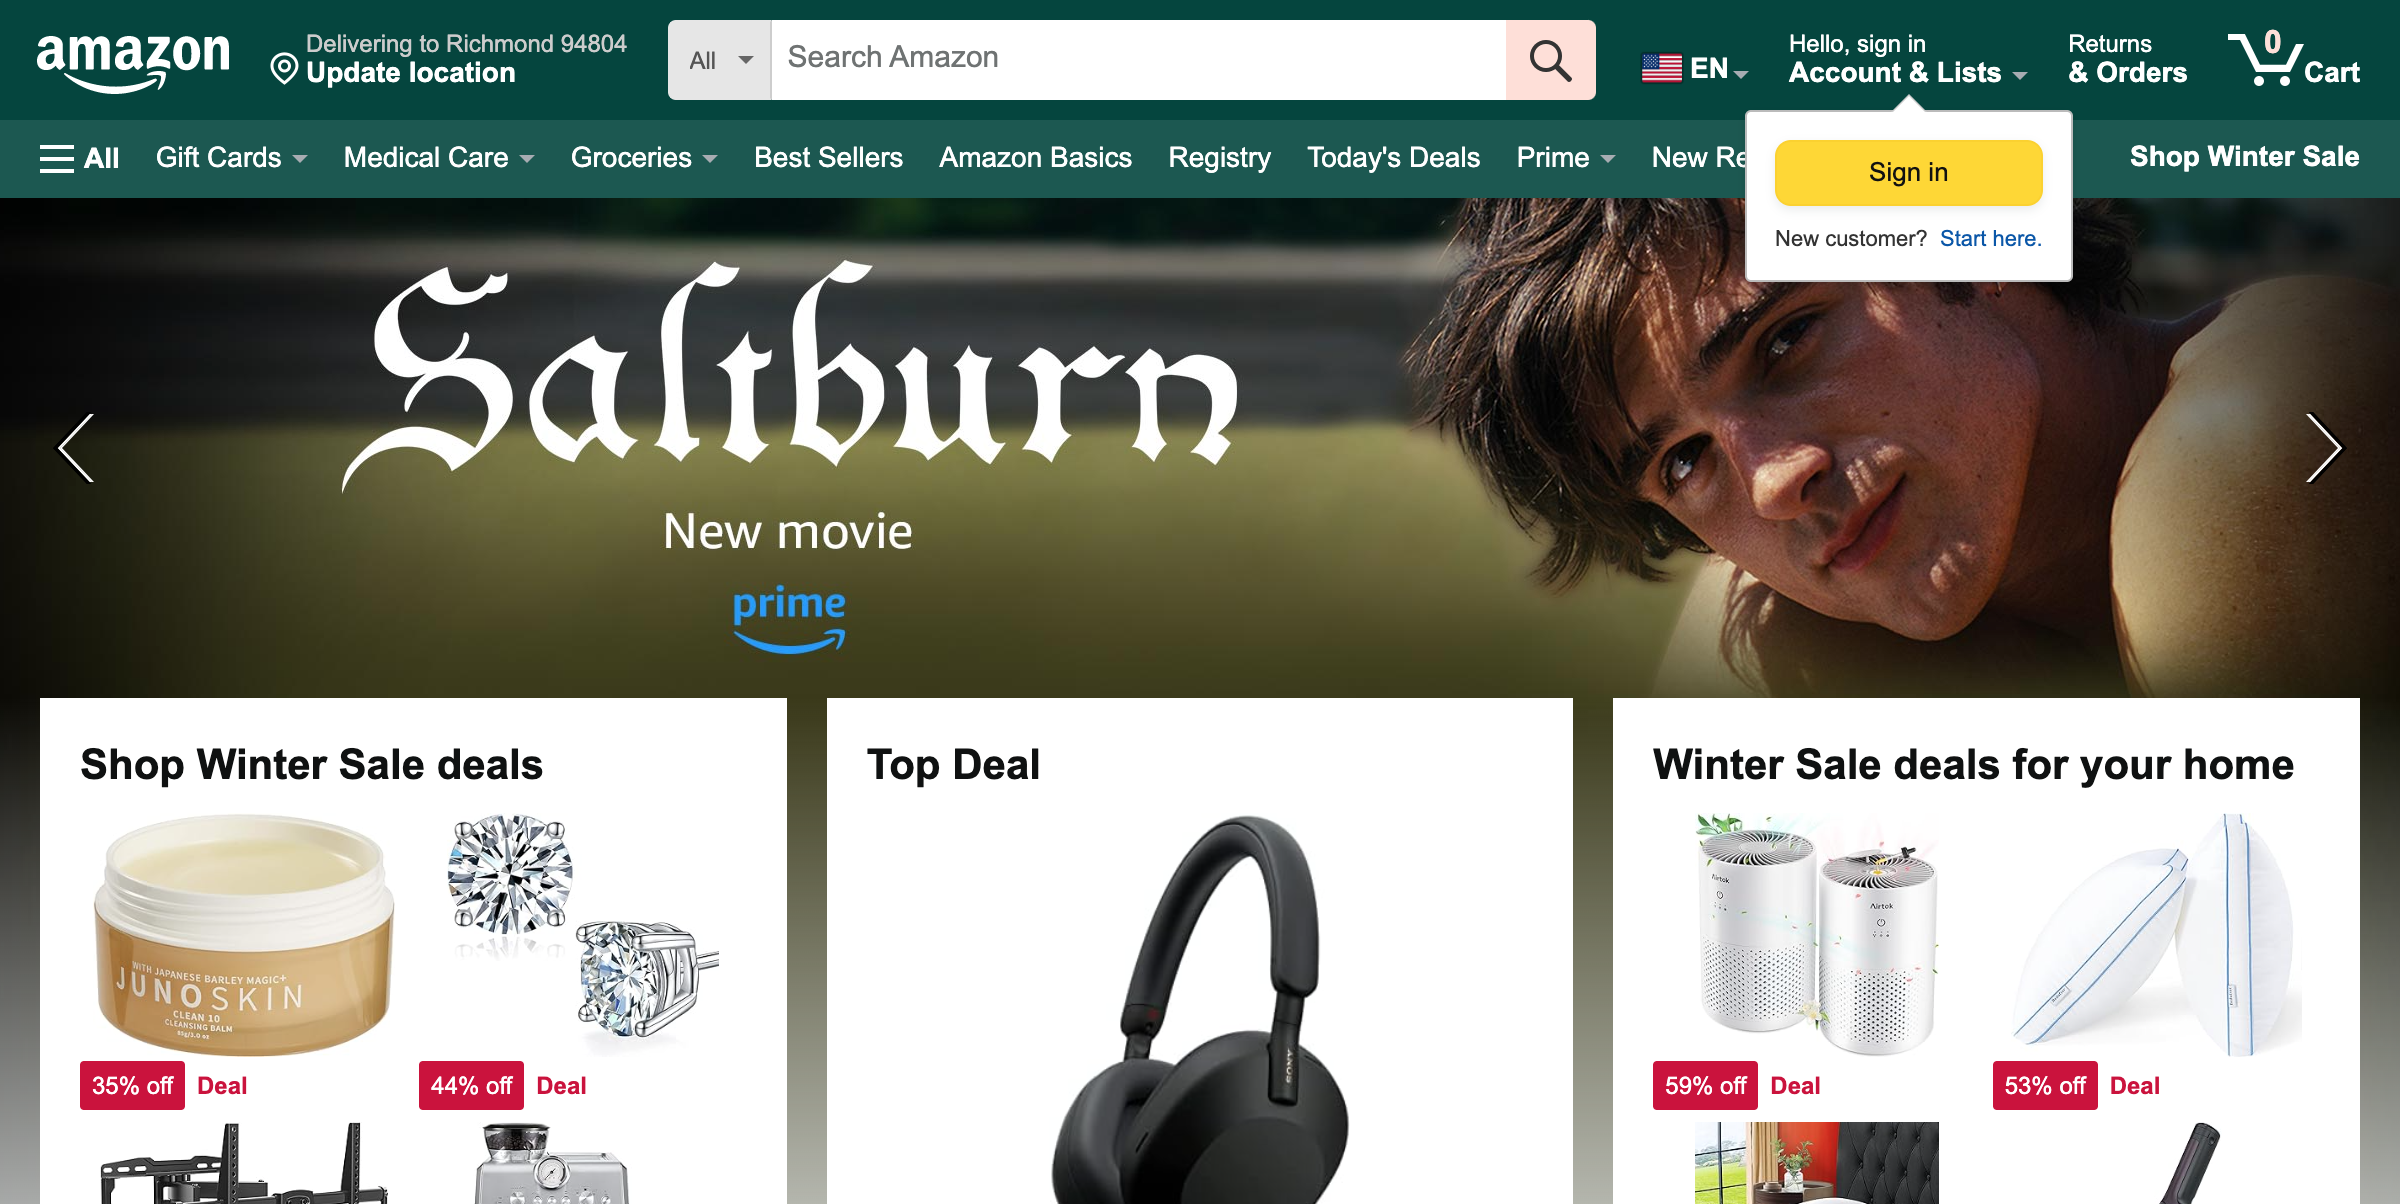 amazon
Delivering to Richmond 94804
Update location
All
Search Amazon
EN
Hello, sign in
Account & Lists
Returns
& Orders
0
Cart
All
Gift Cards
Medical Care
Groceries
Best Sellers
Amazon Basics
Registry
Today's Deals
Prime
New Re
Shop Winter Sale
Sign in
New customer? Start here.
Saltburn
New movie
prime
Shop Winter Sale deals
WITH JAPANESE BARLEY MAGIC+
JUNOSKIN
CLEAN 10
CLEANSING BALM
85g/3.0 oz
35% off Deal
44% off Deal
Top Deal
SONY
Winter Sale deals for your home
Airtok
Airtok
59% off Deal
53% off Deal